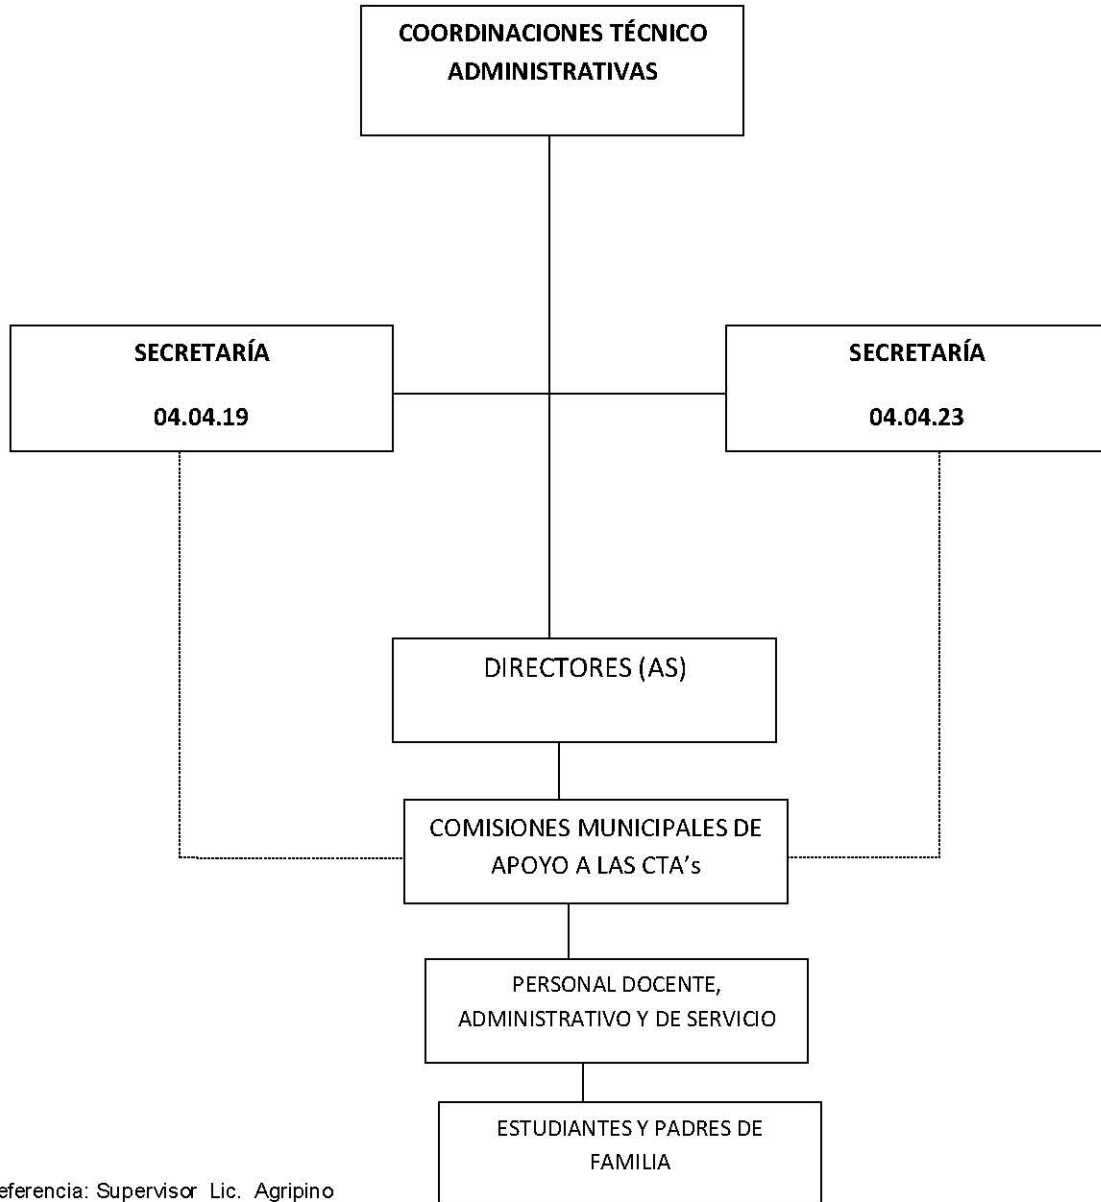 COORDINACIONES TÉCNICO
ADMINISTRATIVAS
SECRETARÍA
04.04.19
SECRETARÍA
04.04.23
DIRECTORES (AS)
COMISIONES MUNICIPALES DE
APOYO A LAS CTA's
PERSONAL DOCENTE,
ADMINISTRATIVO Y DE SERVICIO
ESTUDIANTES Y PADRES DE
FAMILIA
eferencia: Supervisor Lic. Agripino